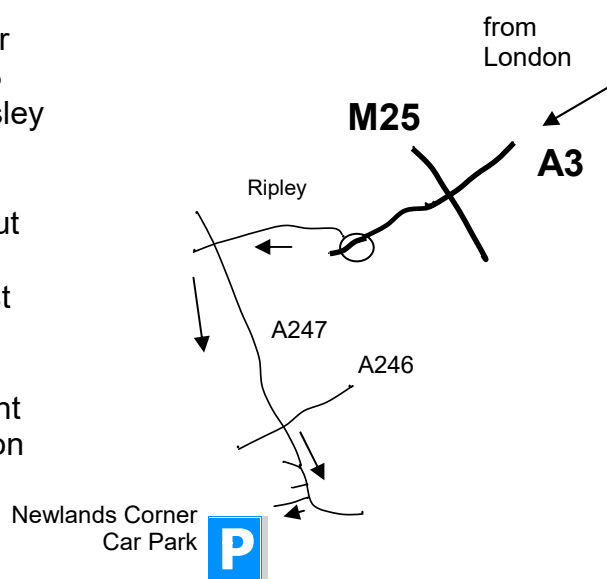 from
London
M25
A3
Ripley
A247
A246
Newlands Corner
Car Park
P